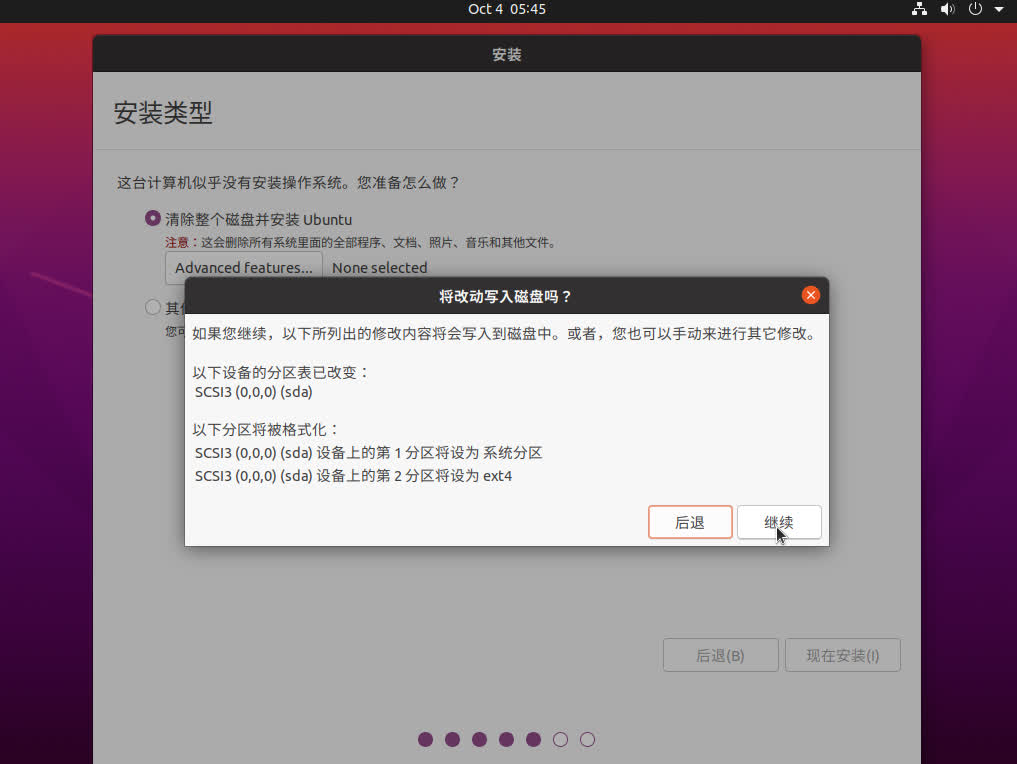 Oct 4 05:45
安装
安装类型
这台计算机似乎没有安装操作系统。您准备怎么做？
清除整个磁盘并安装 Ubuntu
注意：这会删除所有系统里面的全部程序、文档、照片、音乐和其他文件。
Advanced features... None selected
将改动写入磁盘吗？
如果您继续，以下所列出的修改内容将会写入到磁盘中。或者，您也可以手动来进行其它修改。
以下设备的分区表已改变：
SCSI3 (0,0,0) (sda)
以下分区将被格式化：
SCSI3 (0,0,0) (sda) 设备上的第 1 分区将设为 系统分区
SCSI3 (0,0,0) (sda) 设备上的第 2 分区将设为 ext4
后退 继续
后退(B) 现在安装(I)